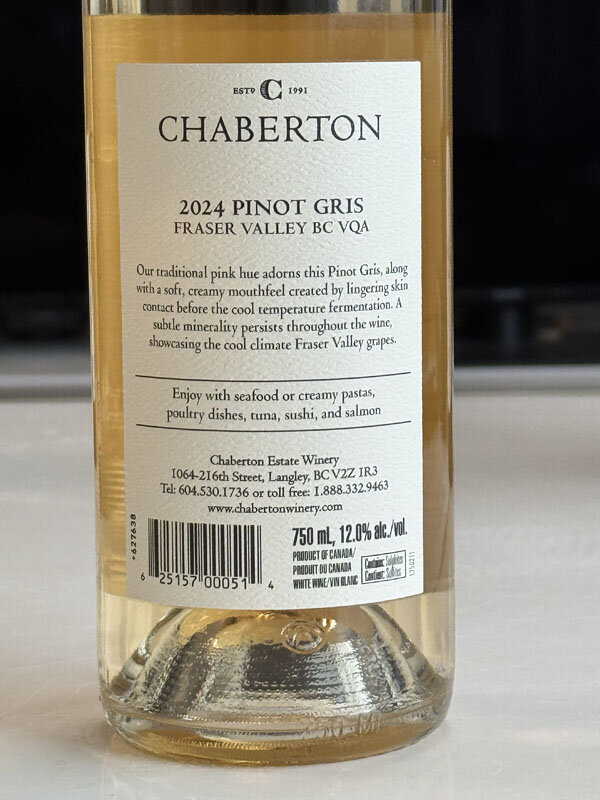 ESTD C 1991
CHABERTON
2024 PINOT GRIS
FRASER VALLEY BC VQA
Our traditional pink hue adorns this Pinot Gris, along
with a soft, creamy mouthfeel created by lingering skin
contact before the cool temperature fermentation. A
subtle minerality persists throughout the wine,
showcasing the cool climate Fraser Valley grapes.
Enjoy with seafood or creamy pastas,
poultry dishes, tuna, sushi, and salmon
Chaberton Estate Winery
1064-216th Street, Langley, BC V2Z 1R3
Tel: 604.530.1736 or toll free: 1.888.332.9463
www.chabertonwinery.com
+627638
6 25157 00051 4
750 mL, 12.0% alc./vol.
PRODUCT OF CANADA/
PRODUIT DU CANADA
WHITE WINE/VIN BLANC
Contains: Sulphites
Contient: Sulfites